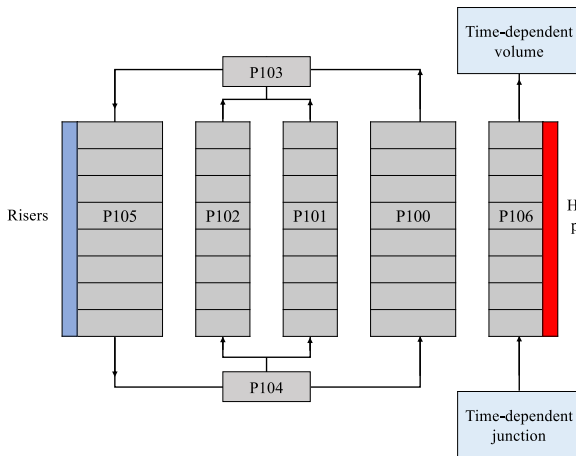 Time-dependent
volume
P103
Risers
P105
P102
P101
P100
P106
P104
Time-dependent
junction